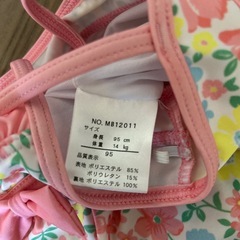 NO. MB12011
サイズ
身長 95 cm
体重 14 kg
品質表示
95
表地 ポリエステル 85%
ポリウレタン 15%
裏地 ポリエステル 100%